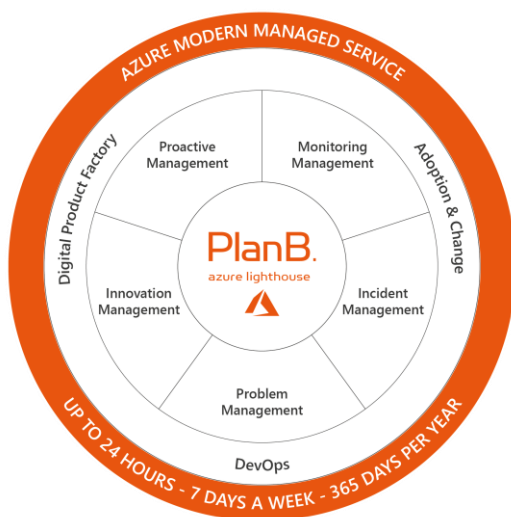 AZURE MODERN MANAGED SERVICE
Digital Product Factory
Adoption & Change
Proactive
Management
Monitoring
Management
PlanB.
azure lighthouse
Innovation
Management
Incident
Management
Problem
Management
DevOps
UP TO 24 HOURS - 7 DAYS A WEEK - 365 DAYS PER YEAR